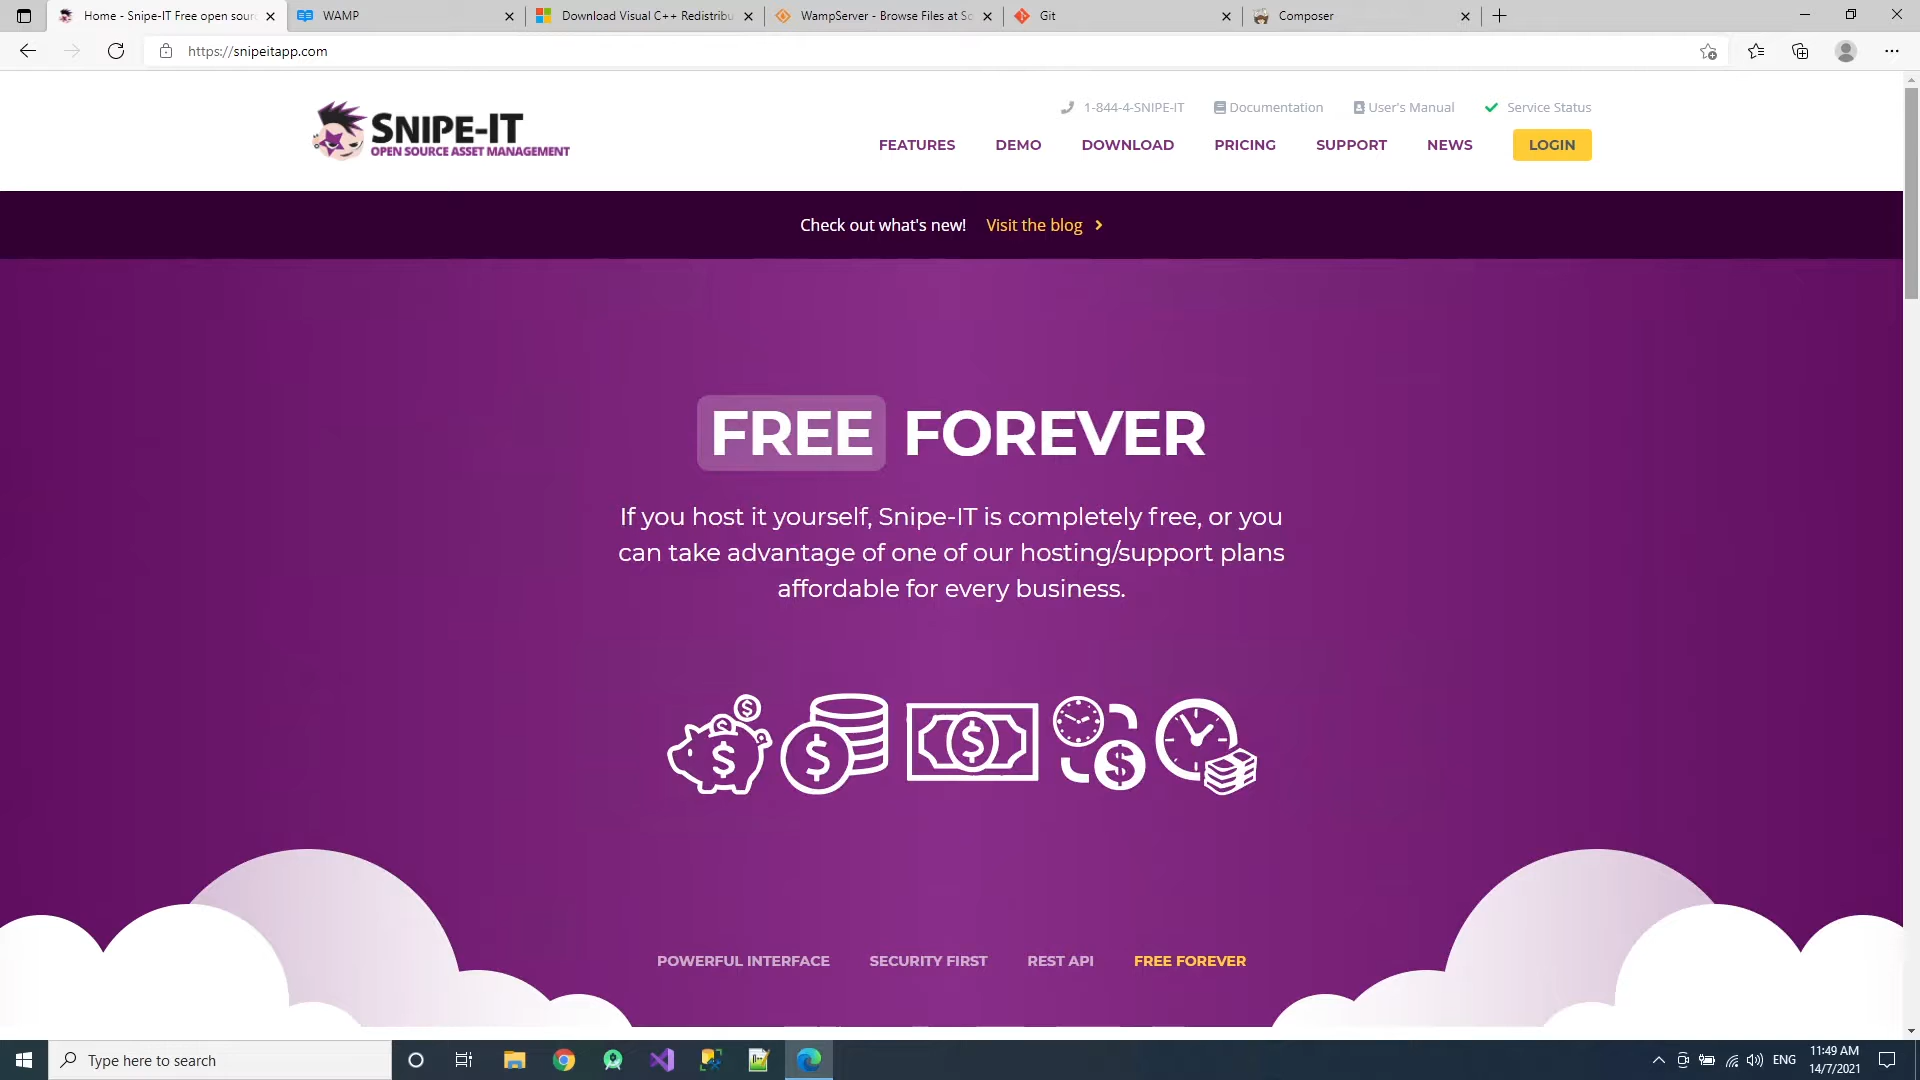 Home - Snipe-IT Free open sourc
WAMP
Download Visual C++ Redistribu
WampServer - Browse Files at So
Git
Composer
https://snipeitapp.com
1-844-4-SNIPE-IT
Documentation
User's Manual
Service Status
SNIPE-IT
OPEN SOURCE ASSET MANAGEMENT
FEATURES
DEMO
DOWNLOAD
PRICING
SUPPORT
NEWS
LOGIN
Check out what's new! Visit the blog
FREE FOREVER
If you host it yourself, Snipe-IT is completely free, or you
can take advantage of one of our hosting/support plans
affordable for every business.
POWERFUL INTERFACE
SECURITY FIRST
REST API
FREE FOREVER
Type here to search
ENG
11:49 AM
14/7/2021